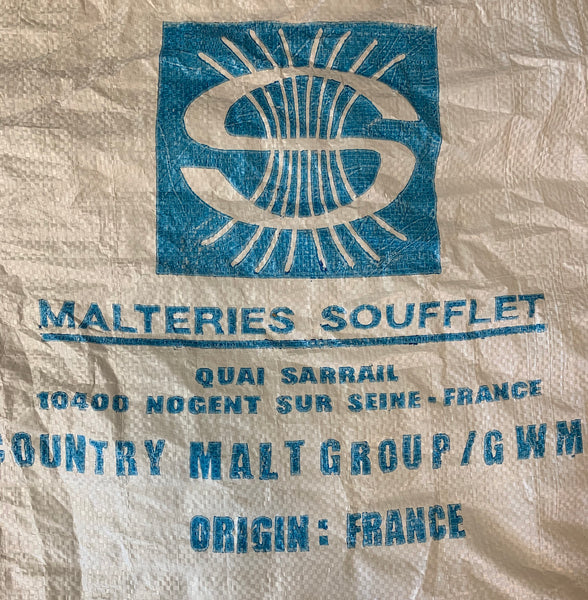 S
MALTERIES SOUFFLET
QUAI SARRAIL
10400 NOGENT SUR SEINE - FRANCE
COUNTRY MALT GROUP / GWM
ORIGIN: FRANCE